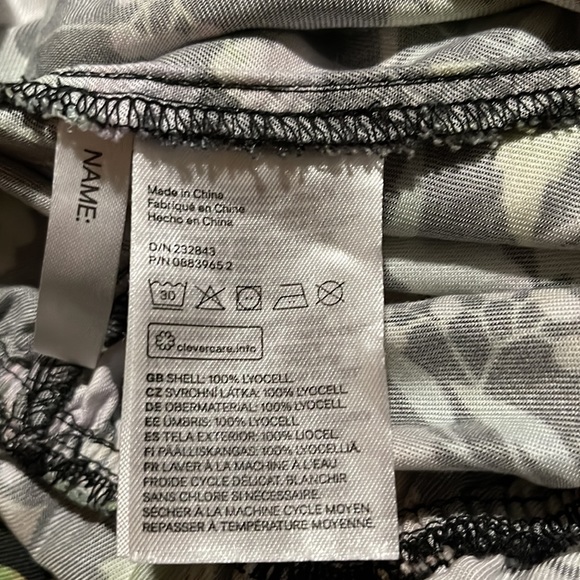 NAME:
Made in China
Fabriqué en Chine
Hecho en China
D/N 232843
P/N 0883965 2
30
clevercare.info
GB SHELL: 100% LYOCELL.
CZ SVRCHNÍ LÁTKA: 100% LYOCELL.
DE OBERMATERIAL: 100% LYOCELL.
EE ÜMBRIS: 100% LYOCELL.
ES TELA EXTERIOR: 100% LIOCEL.
FI PÄÄLLISKANGAS: 100% LYOCELLIÄ.
FR LAVER À LA MACHINE À L'EAU
FROIDE CYCLE DÉLICAT, BLANCHIR
SANS CHLORE SI NÉCESSAIRE.
SÉCHER À LA MACHINE CYCLE MOYEN.
REPASSER À TEMPÉRATURE MOYENNE.